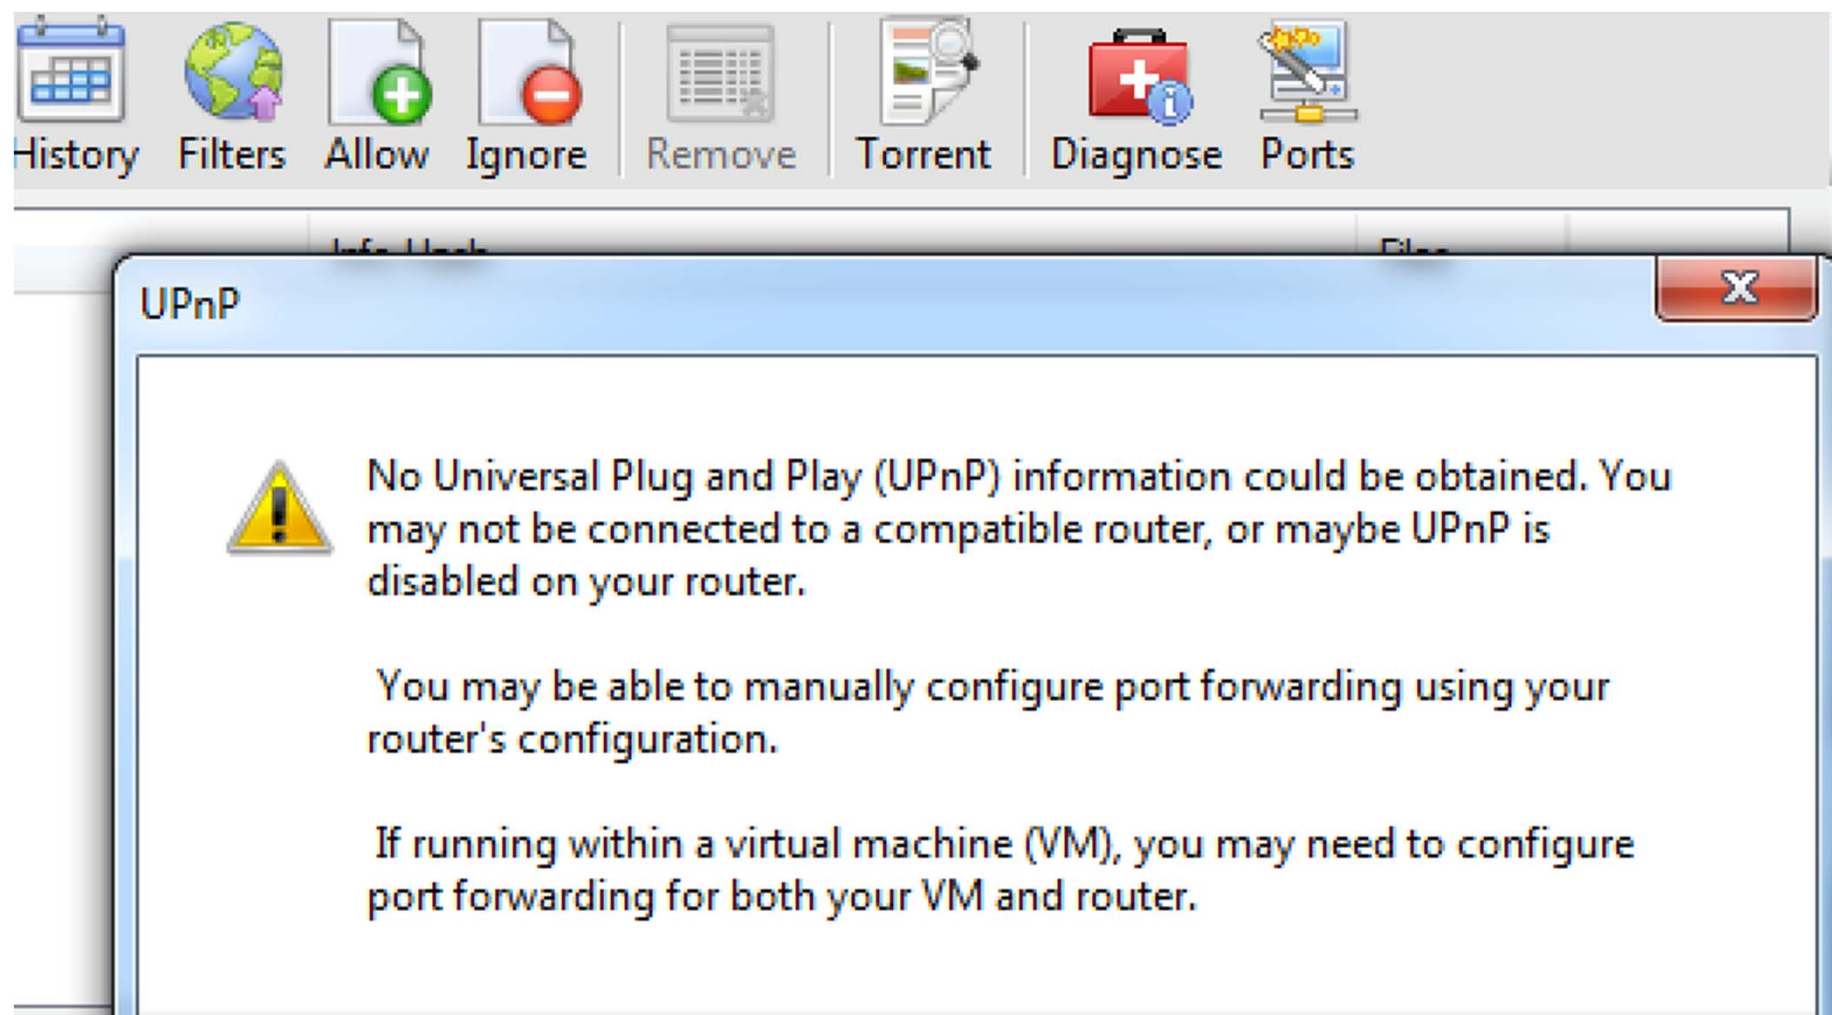 History Filters Allow Ignore Remove Torrent Diagnose Ports
Info Hash Files
UPnP
No Universal Plug and Play (UPnP) information could be obtained. You
may not be connected to a compatible router, or maybe UPnP is
disabled on your router.
You may be able to manually configure port forwarding using your
router's configuration.
If running within a virtual machine (VM), you may need to configure
port forwarding for both your VM and router.